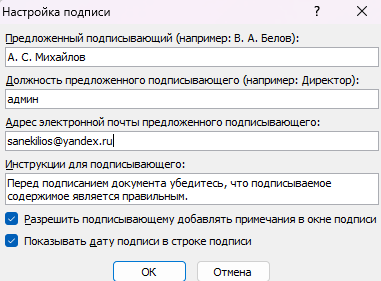 Настройка подписи
?
Предложенный подписывающий (например: В. А. Белов):
А. С. Михайлов
Должность предложенного подписывающего (например: Директор):
админ
Адрес электронной почты предложенного подписывающего:
sanekilios@yandex.ru
Инструкции для подписывающего:
Перед подписанием документа убедитесь, что подписываемое
содержимое является правильным.
Разрешить подписывающему добавлять примечания в окне подписи
Показывать дату подписи в строке подписи
ОК
Отмена